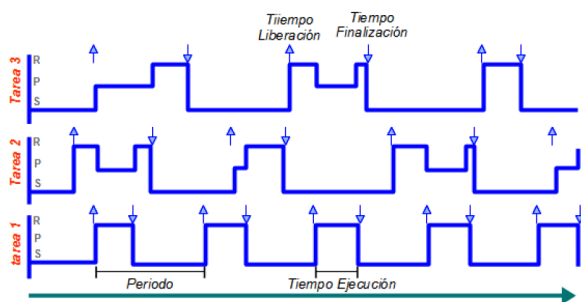 Tiiempo
Liberación
Tiempo
Finalización
Tarea 3
R
P
S
Tarea 2
R
P
S
tarea 1
R
P
S
Periodo
Tiempo Ejecución